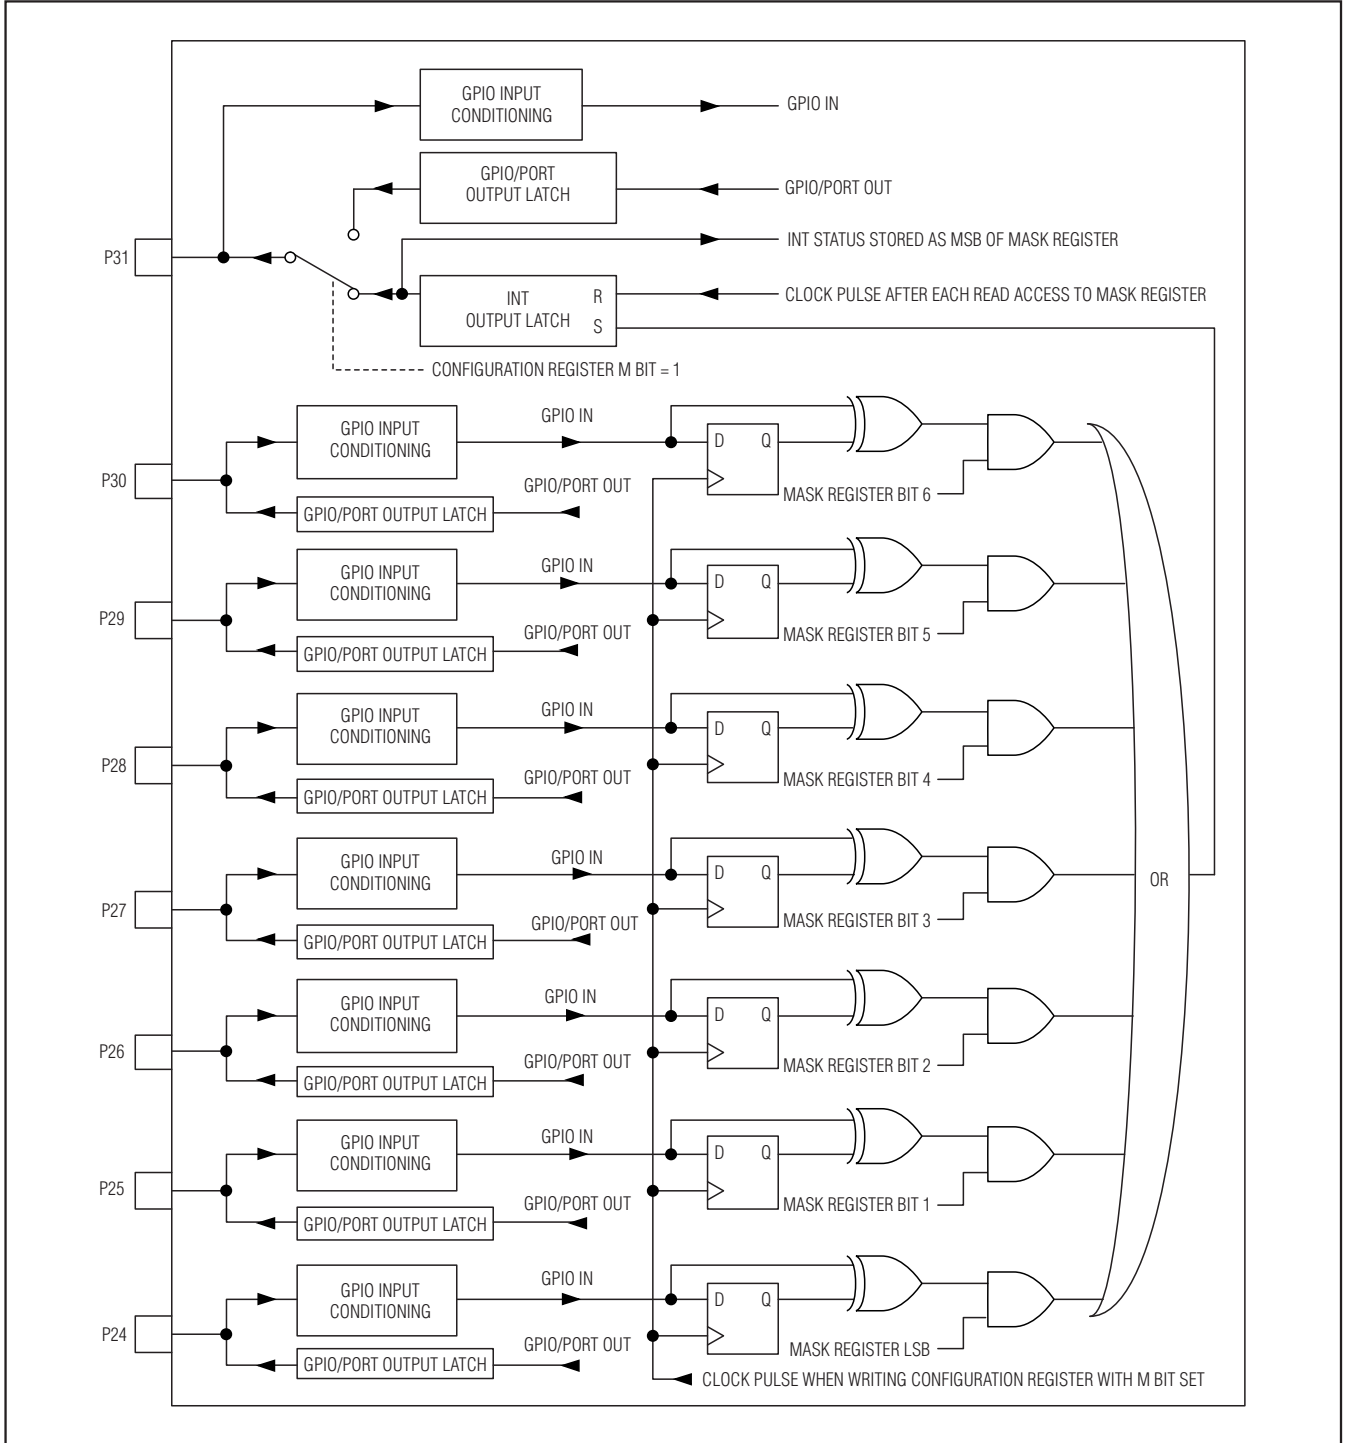 GPIO INPUT
CONDITIONING
GPIO IN
GPIO/PORT
OUTPUT LATCH
GPIO/PORT OUT
INT STATUS STORED AS MSB OF MASK REGISTER
P31
INT
OUTPUT LATCH
R
S
CLOCK PULSE AFTER EACH READ ACCESS TO MASK REGISTER
CONFIGURATION REGISTER M BIT = 1
P30
GPIO INPUT
CONDITIONING
GPIO IN
GPIO/PORT OUT
GPIO/PORT OUTPUT LATCH
D Q
MASK REGISTER BIT 6
P29
GPIO INPUT
CONDITIONING
GPIO IN
GPIO/PORT OUT
GPIO/PORT OUTPUT LATCH
D Q
MASK REGISTER BIT 5
P28
GPIO INPUT
CONDITIONING
GPIO IN
GPIO/PORT OUT
GPIO/PORT OUTPUT LATCH
D Q
MASK REGISTER BIT 4
P27
GPIO INPUT
CONDITIONING
GPIO IN
GPIO/PORT OUT
GPIO/PORT OUTPUT LATCH
D Q
MASK REGISTER BIT 3
OR
P26
GPIO INPUT
CONDITIONING
GPIO IN
GPIO/PORT OUT
GPIO/PORT OUTPUT LATCH
D Q
MASK REGISTER BIT 2
P25
GPIO INPUT
CONDITIONING
GPIO IN
GPIO/PORT OUT
GPIO/PORT OUTPUT LATCH
D Q
MASK REGISTER BIT 1
P24
GPIO INPUT
CONDITIONING
GPIO IN
GPIO/PORT OUT
GPIO/PORT OUTPUT LATCH
D Q
MASK REGISTER LSB
CLOCK PULSE WHEN WRITING CONFIGURATION REGISTER WITH M BIT SET